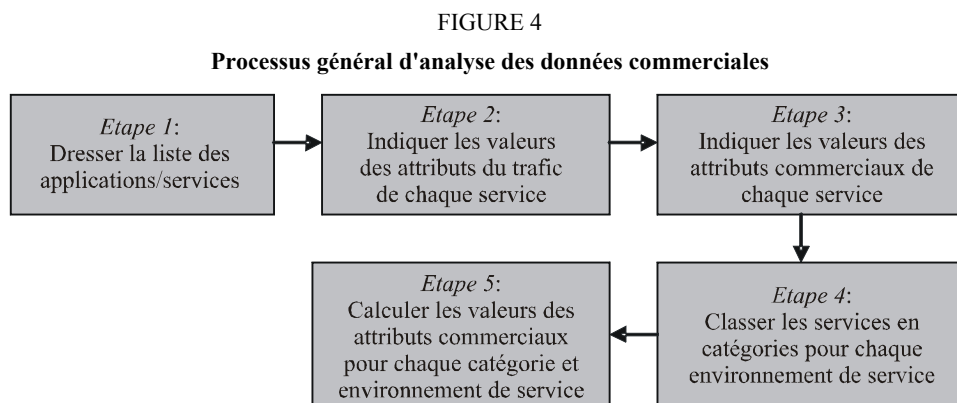 FIGURE 4
Processus général d'analyse des données commerciales
Etape 1:
Dresser la liste des
applications/services
Etape 2:
Indiquer les valeurs
des attributs du trafic
de chaque service
Etape 3:
Indiquer les valeurs des
attributs commerciaux de
chaque service
Etape 4:
Classer les services en
catégories pour chaque
environnement de service
Etape 5:
Calculer les valeurs des
attributs commerciaux
pour chaque catégorie et
environnement de service